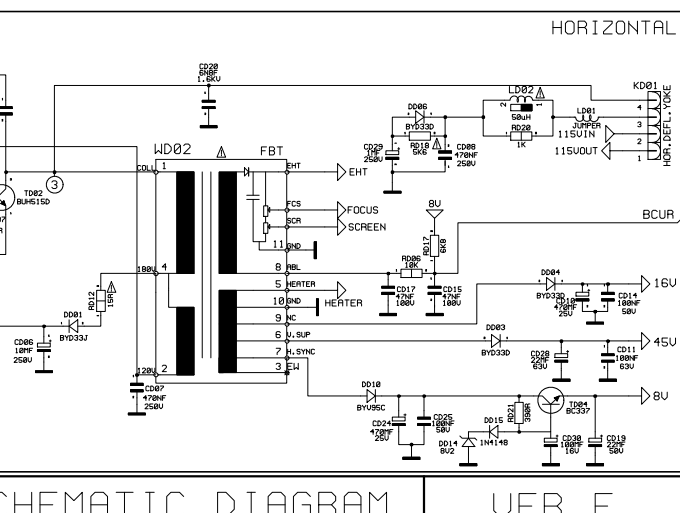 HORIZONTAL
CD20
6N8F
1.6KV
KD01
LD02
2
1
50uH
RD20
1K
LD01
JUMPER
4
3
2
1
HOR.DEFL.YOKE
115VIN
115VOUT
DD06
BYD33D
RD18
5K6
CD29
1MF
250V
CD08
470NF
250V
WD02
FBT
COLL
1
EHT
EHT
3
TD02
BUH515D
FCS
FOCUS
SCR
SCREEN
8V
BCUR
11
GND
RD17
6K8
180V
4
8
ABL
RD06
10K
5
HEATER
HEATER
DD04
BYD33D
16V
RD12
15R
CD17
47NF
100V
CD15
47NF
100V
CD10
470MF
25V
CD14
100NF
50V
10
GND
DD01
BYD33J
9
NC
CD06
10MF
250V
6
V.SUP
DD03
BYD33D
45V
7
H.SYNC
CD28
22MF
63V
CD11
100NF
63V
120V
2
3
EW
CD07
470NF
250V
DD10
BYV95C
8V
RD21
390R
TD04
BC337
CD24
470MF
25V
CD25
100NF
50V
DD15
1N4148
DD14
8V2
CD30
100MF
16V
CD19
22MF
50V
CHEMATIC DIAGRAM
VER E